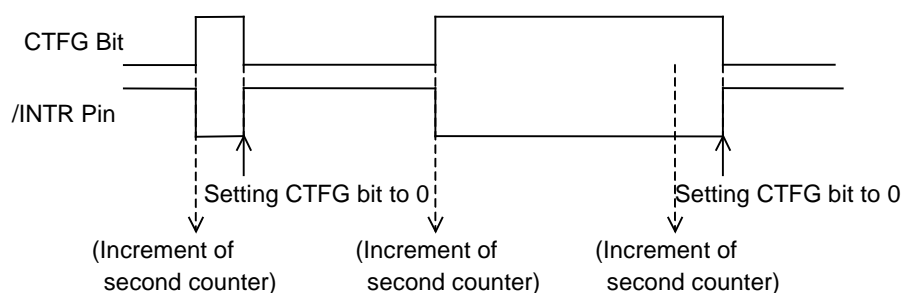 CTFG Bit
/INTR Pin
Setting CTFG bit to 0
Setting CTFG bit to 0
(Increment of
second counter)
(Increment of
second counter)
(Increment of
second counter)